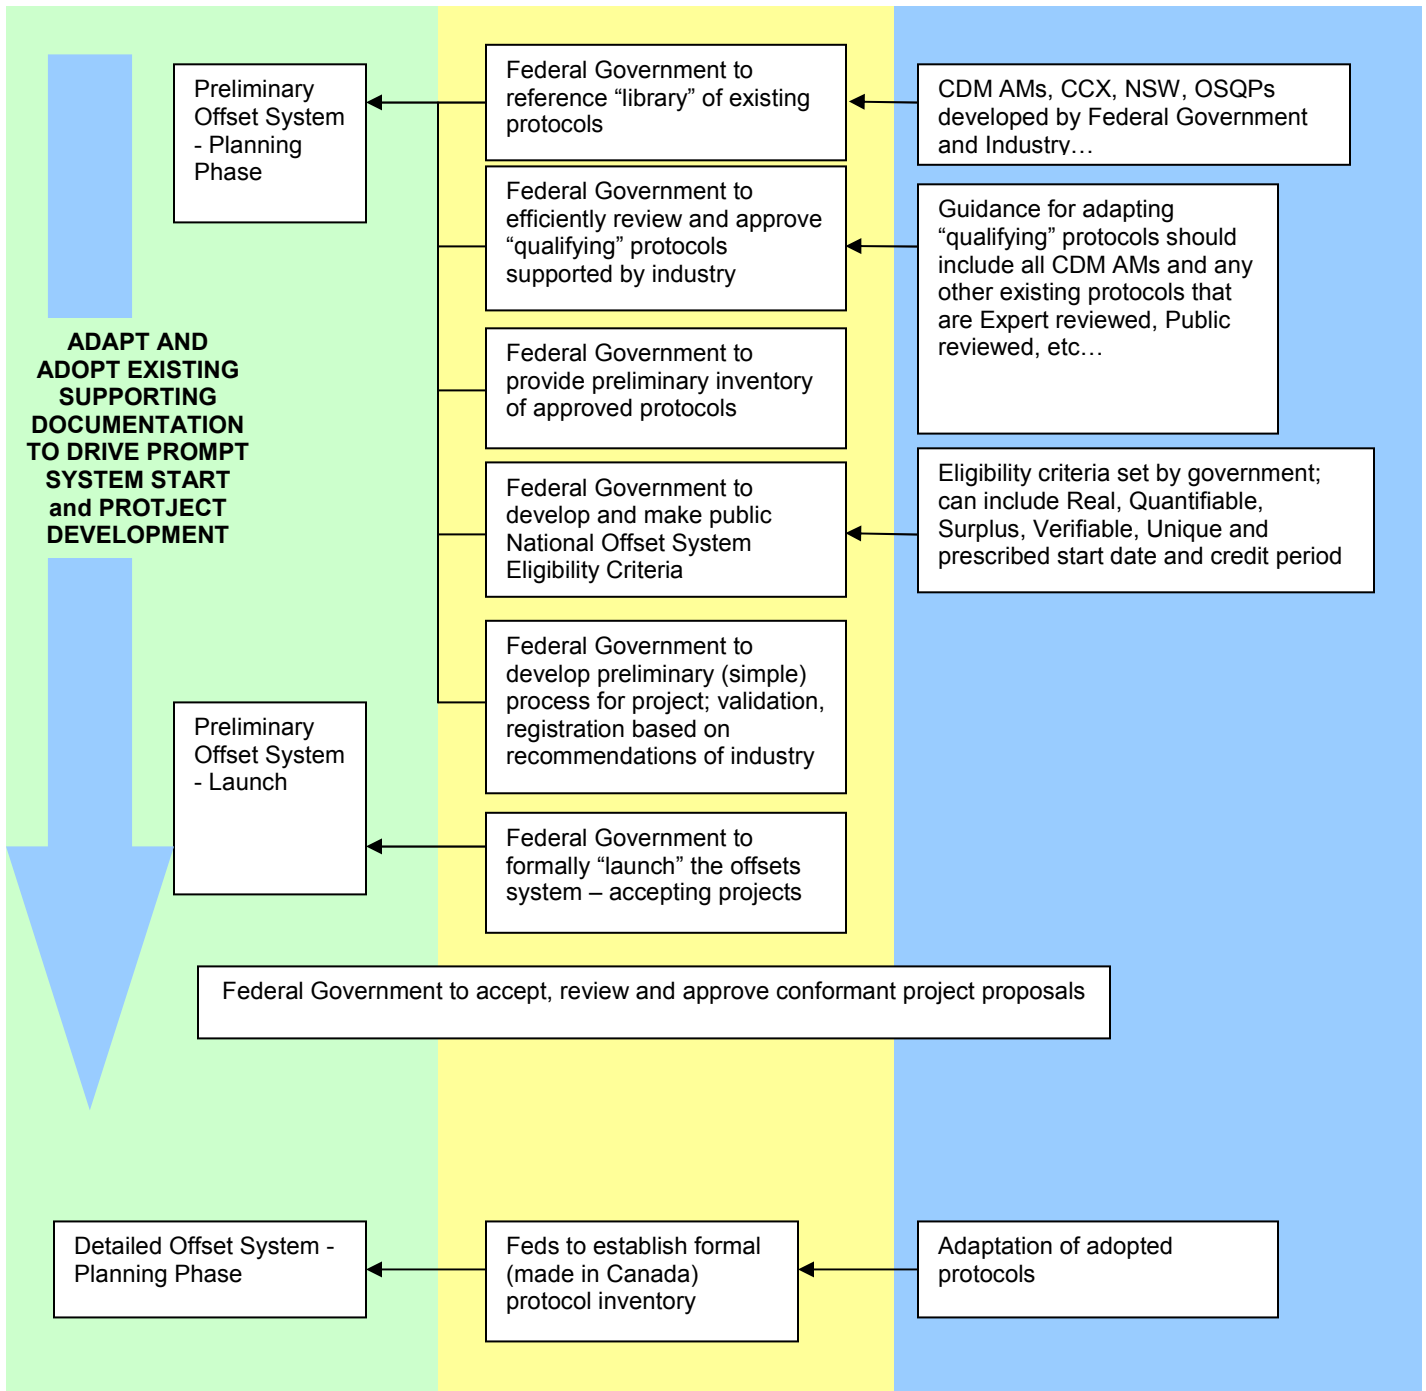 Preliminary
Offset System
- Planning
Phase
Federal Government to
reference “library” of existing
protocols
CDM AMs, CCX, NSW, OSQPs
developed by Federal Government
and Industry…
Federal Government to
efficiently review and approve
“qualifying” protocols
supported by industry
Guidance for adapting
“qualifying” protocols should
include all CDM AMs and any
other existing protocols that
are Expert reviewed, Public
reviewed, etc…
ADAPT AND
ADOPT EXISTING
SUPPORTING
DOCUMENTATION
TO DRIVE PROMPT
SYSTEM START
and PROTJECT
DEVELOPMENT
Federal Government to
provide preliminary inventory
of approved protocols
Federal Government to
develop and make public
National Offset System
Eligibility Criteria
Eligibility criteria set by government;
can include Real, Quantifiable,
Surplus, Verifiable, Unique and
prescribed start date and credit period
Federal Government to
develop preliminary (simple)
process for project; validation,
registration based on
recommendations of industry
Preliminary
Offset System
- Launch
Federal Government to
formally “launch” the offsets
system – accepting projects
Federal Government to accept, review and approve conformant project proposals
Detailed Offset System -
Planning Phase
Feds to establish formal
(made in Canada)
protocol inventory
Adaptation of adopted
protocols